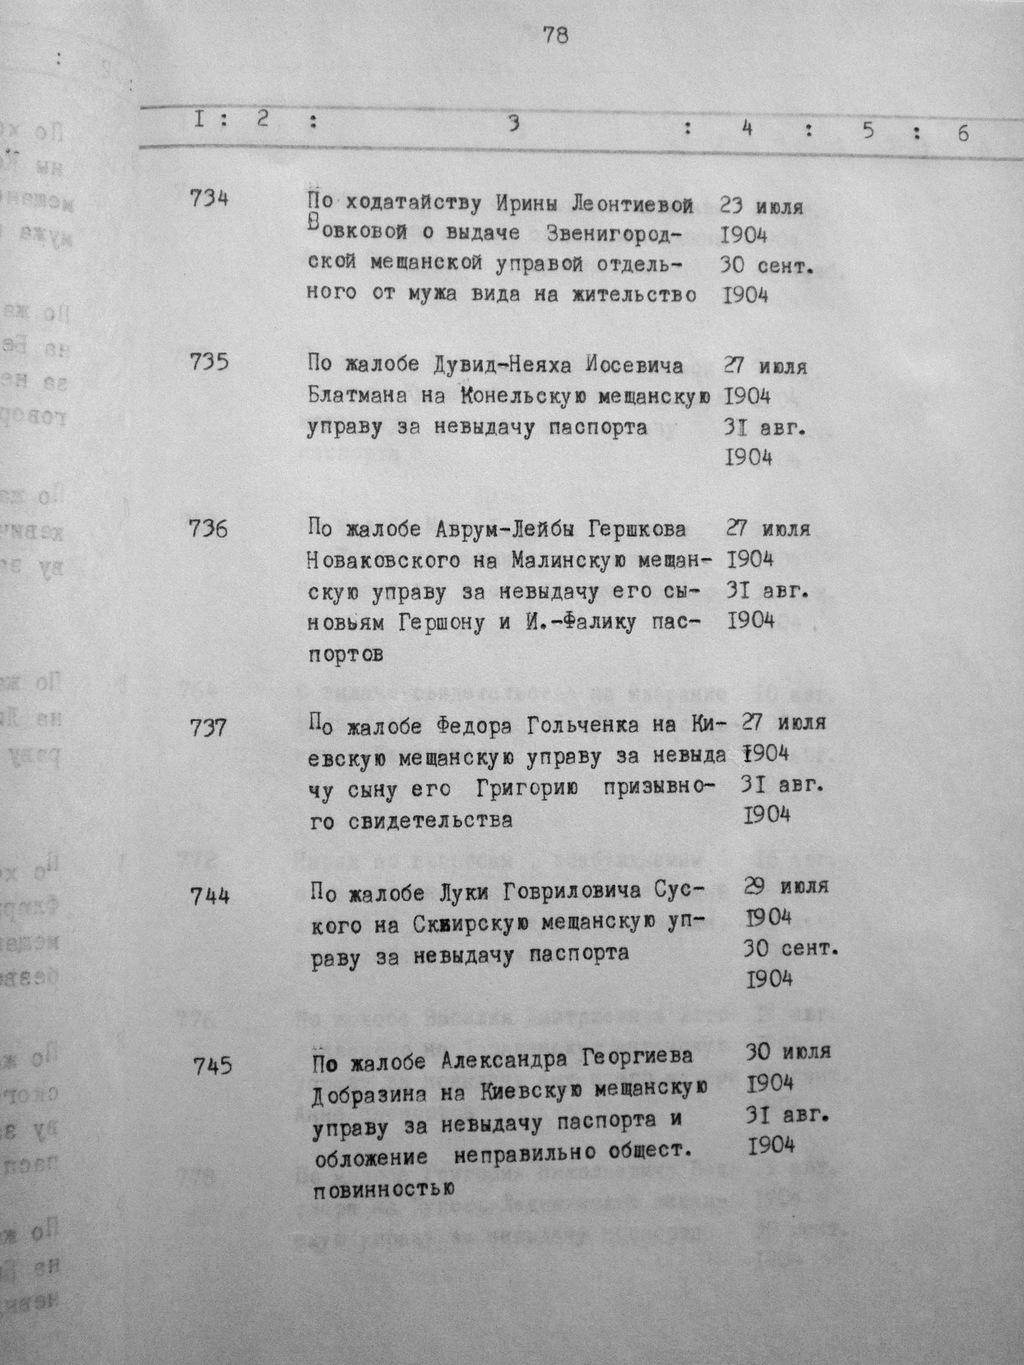 78
I : 2 : 3 : 4 : 5 : 6
734 По ходатайству Ирины Леонтиевой 23 июля
Вовковой о выдаче Звенигород- 1904
ской мещанской управой отдель- 30 сент.
ного от мужа вида на жительство 1904
735 По жалобе Дувид-Неяха Иосевича 27 июля
Блатмана на Конельскую мещанскую 1904
управу за невыдачу паспорта 31 авг.
1904
736 По жалобе Аврум-Лейбы Гершкова 27 июля
Новаковского на Малинскую мещан- 1904
скую управу за невыдачу его сы- 31 авг.
новьям Гершону и И.-Фалику пас- 1904
портов
737 По жалобе Федора Гольченка на Ки- 27 июля
евскую мещанскую управу за невыда 1904
чу сыну его Григорию призывно- 31 авг.
го свидетельства 1904
744 По жалобе Луки Говриловича Сус- 29 июля
кого на Сквирскую мещанскую уп- 1904
раву за невыдачу паспорта 30 сент.
1904
745 По жалобе Александра Георгиева 30 июля
Добразина на Киевскую мещанскую 1904
управу за невыдачу паспорта и 31 авг.
обложение неправильно общест. 1904
повинностью